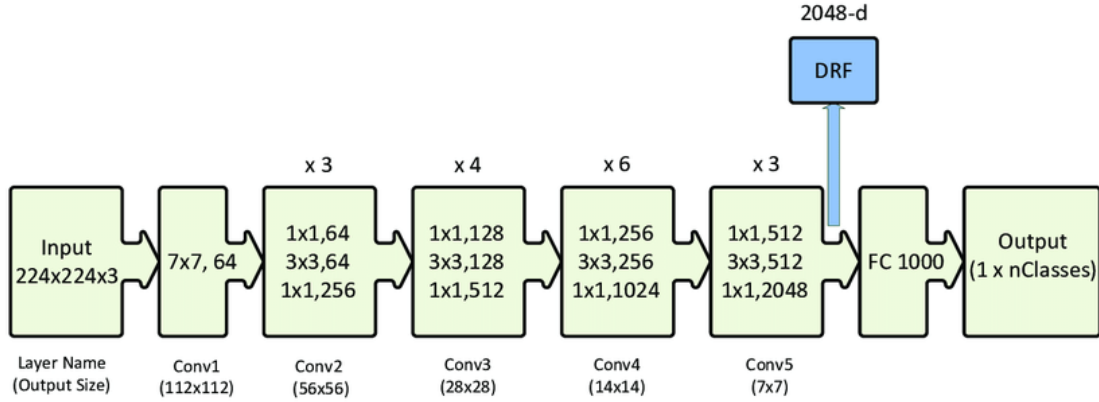 2048-d
DRF
x 3
x 4
x 6
x 3
Input
224x224x3
7x7, 64
1x1,64
3x3,64
1x1,256
1x1,128
3x3,128
1x1,512
1x1,256
3x3,256
1x1,1024
1x1,512
3x3,512
1x1,2048
FC 1000
Output
(1 x nClasses)
Layer Name
(Output Size)
Conv1
(112x112)
Conv2
(56x56)
Conv3
(28x28)
Conv4
(14x14)
Conv5
(7x7)